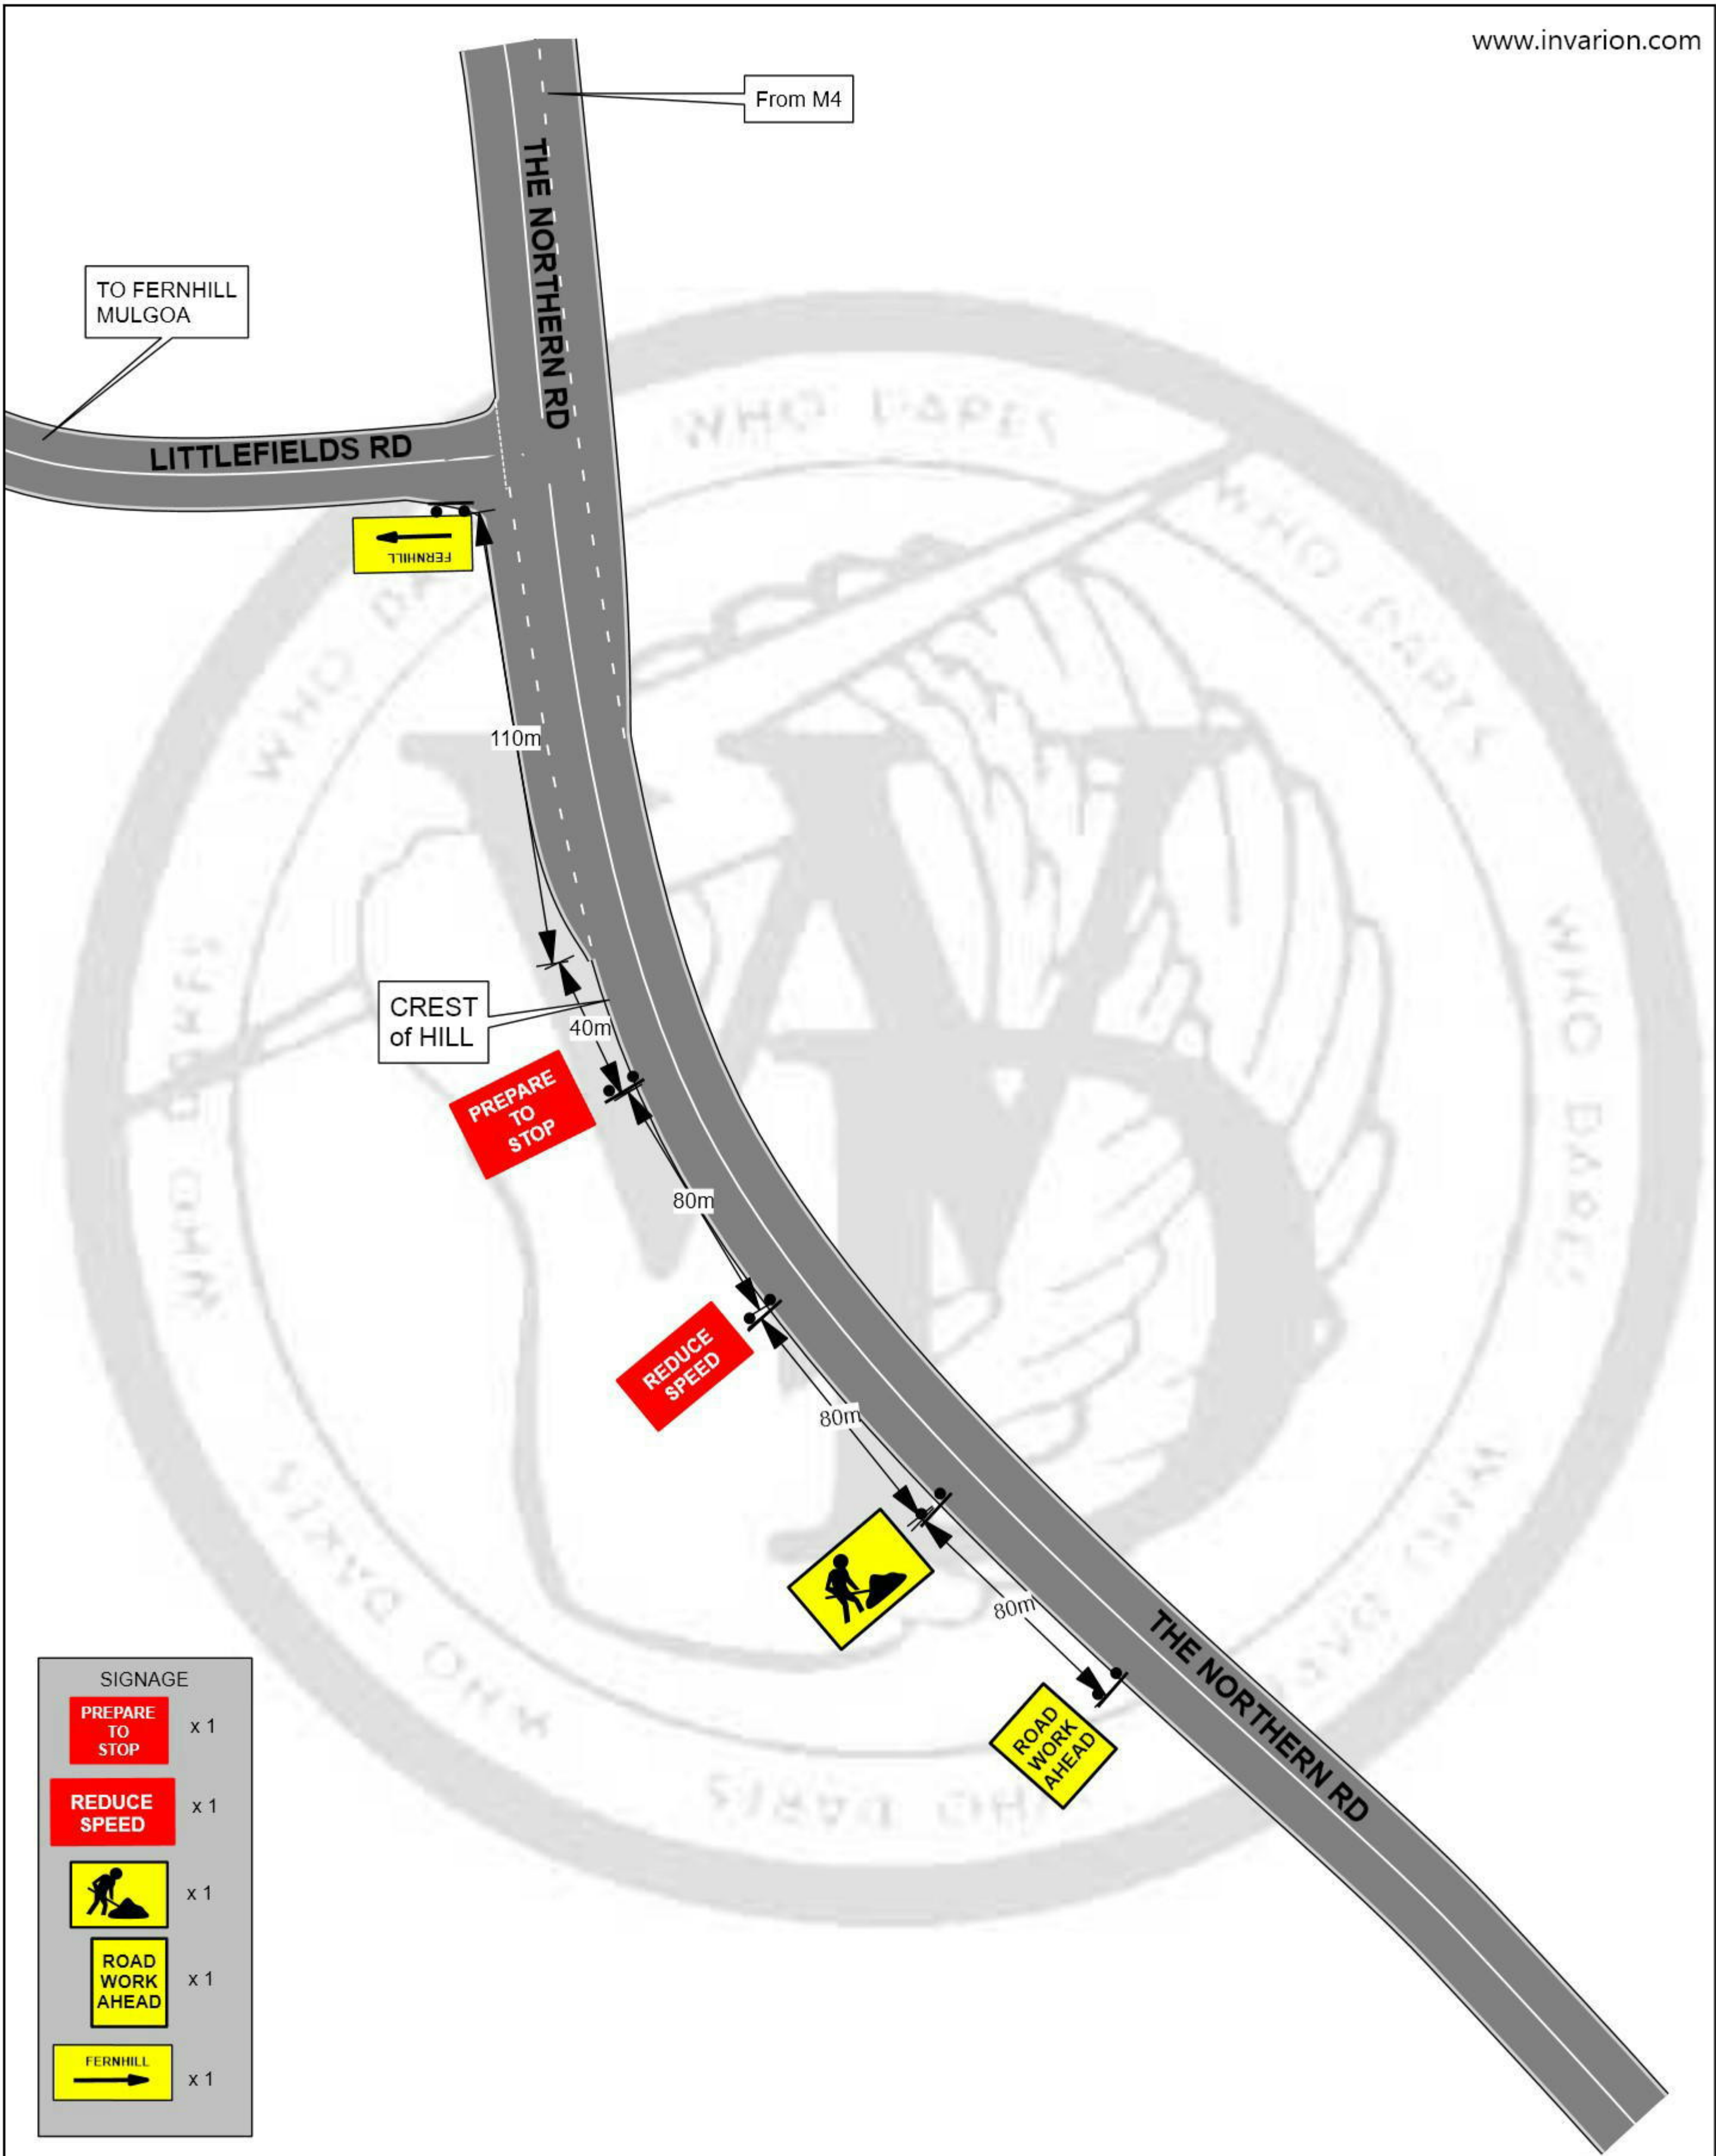 www.invarion.com
From M4
THE NORTHERN RD
TO FERNHILL
MULGOA
LITTLEFIELDS RD
FERNHILL
110m
CREST
of HILL
40m
PREPARE
TO
STOP
80m
REDUCE
SPEED
80m
80m
ROAD
WORK
AHEAD
THE NORTHERN RD
SIGNAGE
PREPARE
TO
STOP
x 1
REDUCE
SPEED
x 1
x 1
ROAD
WORK
AHEAD
x 1
FERNHILL
x 1
WHO DARES